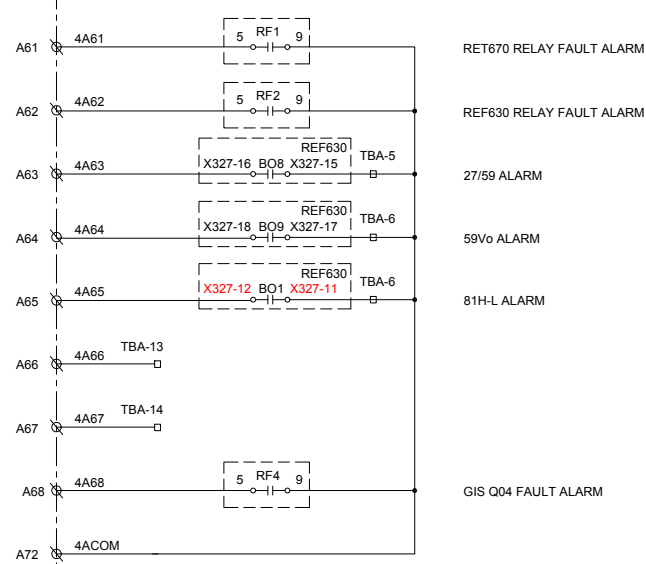 A61 4A61 5 RF1 9 RET670 RELAY FAULT ALARM
A62 4A62 5 RF2 9 REF630 RELAY FAULT ALARM
REF630
A63 4A63 X327-16 BO8 X327-15 TBA-5 27/59 ALARM
REF630
A64 4A64 X327-18 BO9 X327-17 TBA-6 59Vo ALARM
REF630
A65 4A65 X327-12 BO1 X327-11 TBA-6 81H-L ALARM
A66 4A66 TBA-13
A67 4A67 TBA-14
A68 4A68 5 RF4 9 GIS Q04 FAULT ALARM
A72 4ACOM